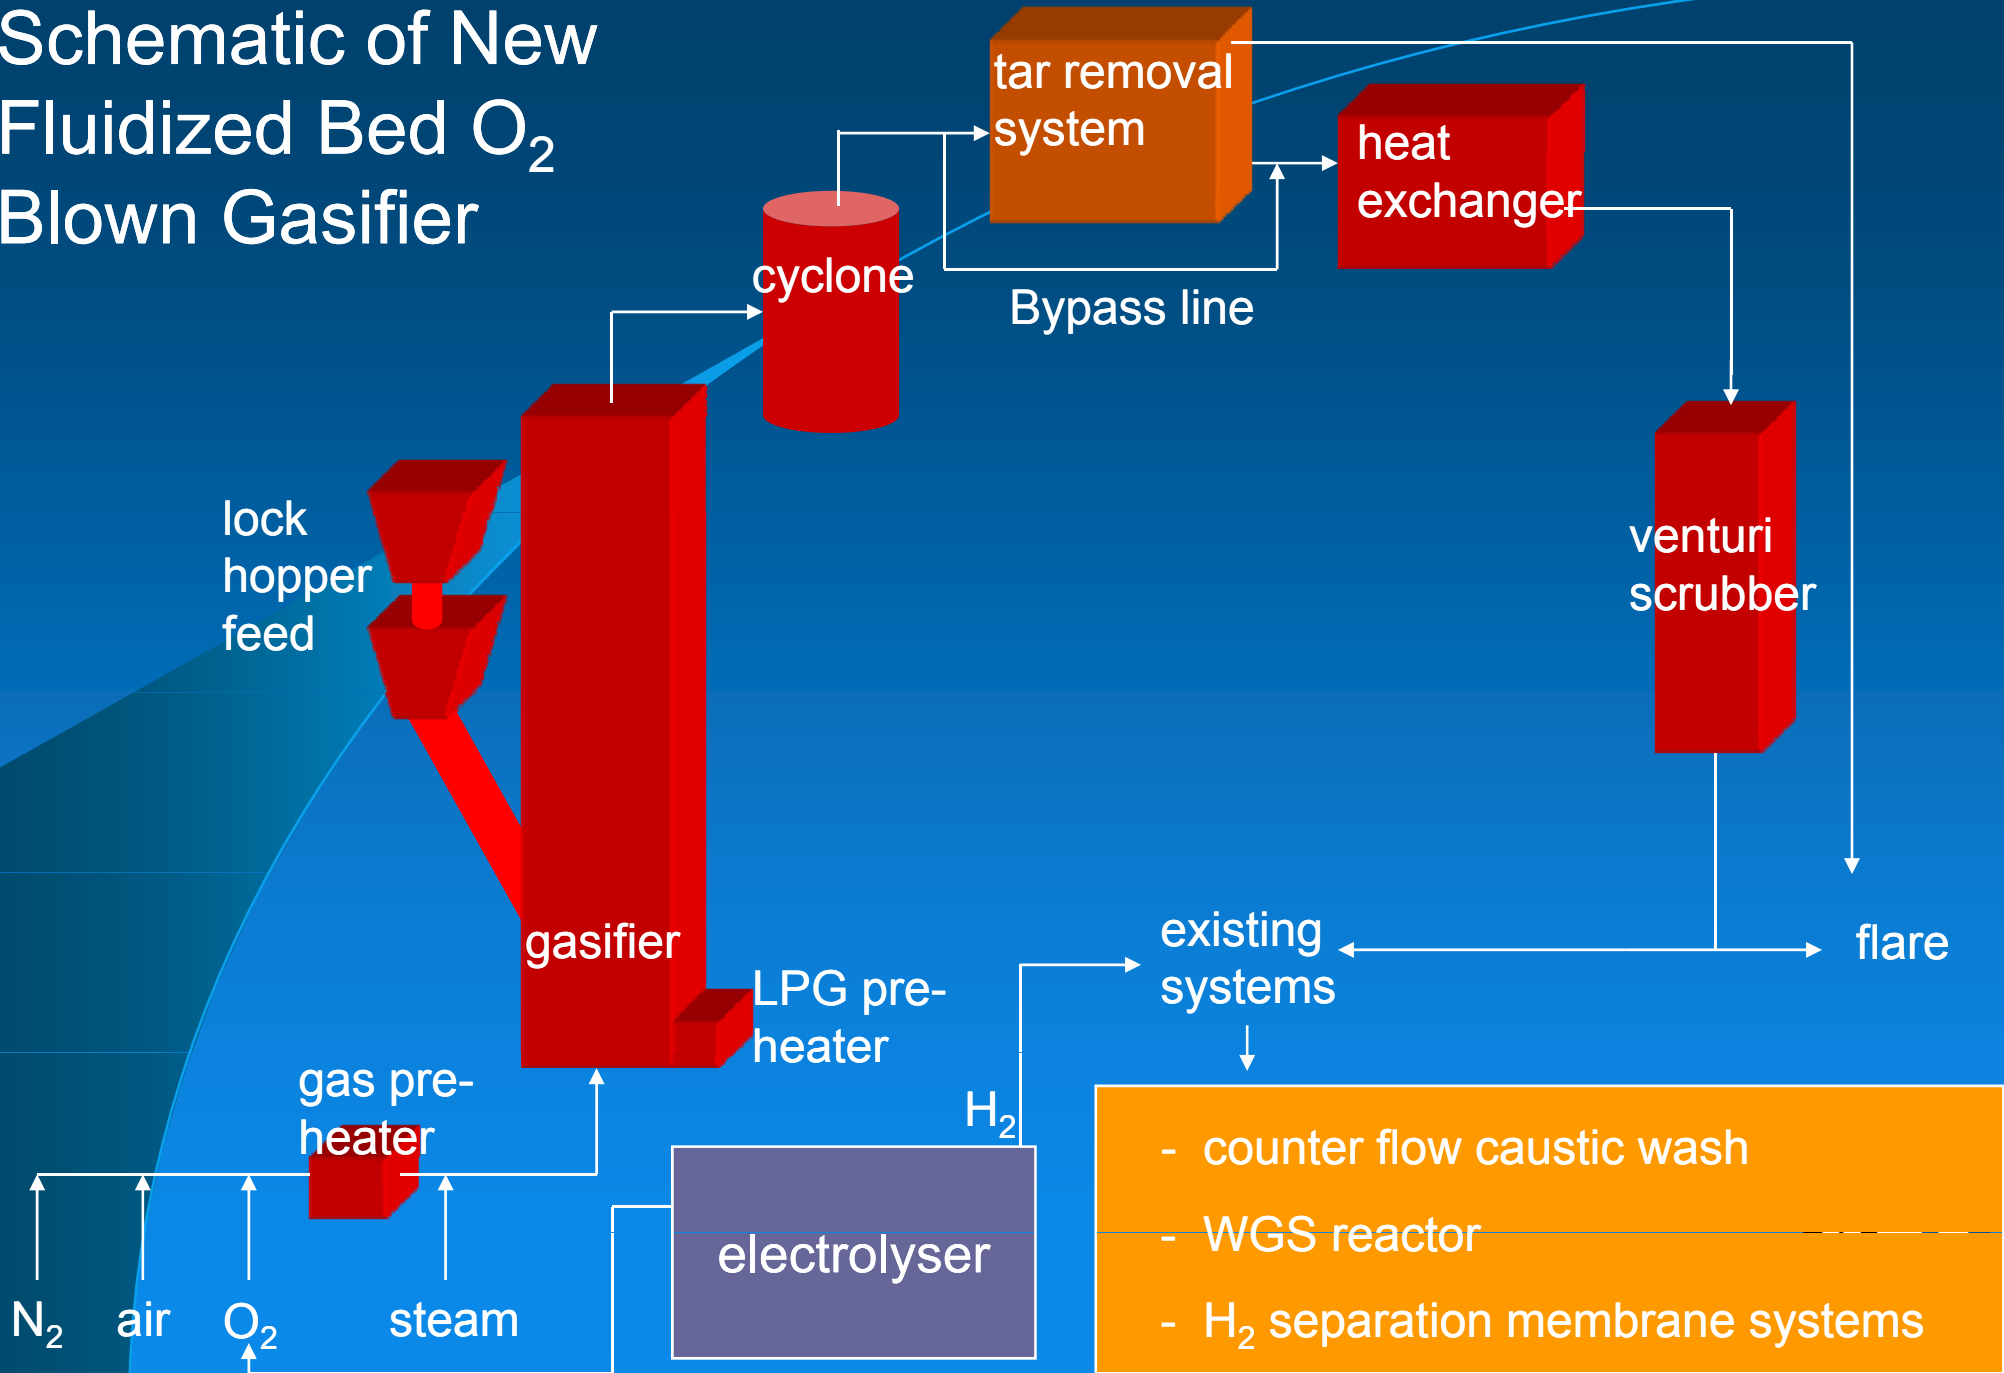 Schematic of New
Fluidized Bed O₂
Blown Gasifier
tar removal
system
heat
exchanger
cyclone
Bypass line
lock
hopper
feed
venturi
scrubber
gasifier
existing
systems
flare
LPG pre-
heater
gas pre-
heater
H₂
electrolyser
- counter flow caustic wash
- WGS reactor
- H₂ separation membrane systems
N₂
air
O₂
steam